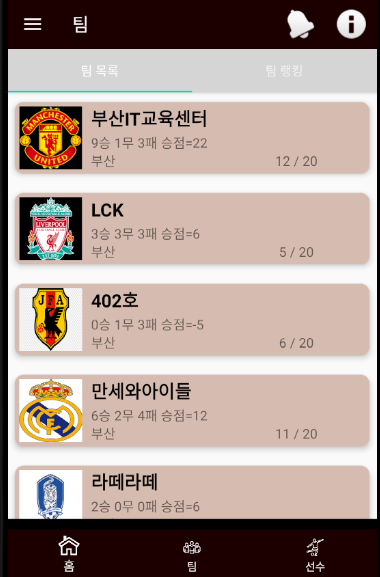 팀
팀 목록
팀 랭킹
MANCHESTER
UNITED
부산IT교육센터
9승 1무 3패 승점=22
부산
12 / 20
LIVERPOOL
LCK
3승 3무 3패 승점=6
부산
5 / 20
JFA
402호
0승 1무 3패 승점=-5
부산
6 / 20
만세와아이들
6승 2무 4패 승점=12
부산
11 / 20
라떼라떼
2승 0무 0패 승점=6
홈
팀
선수